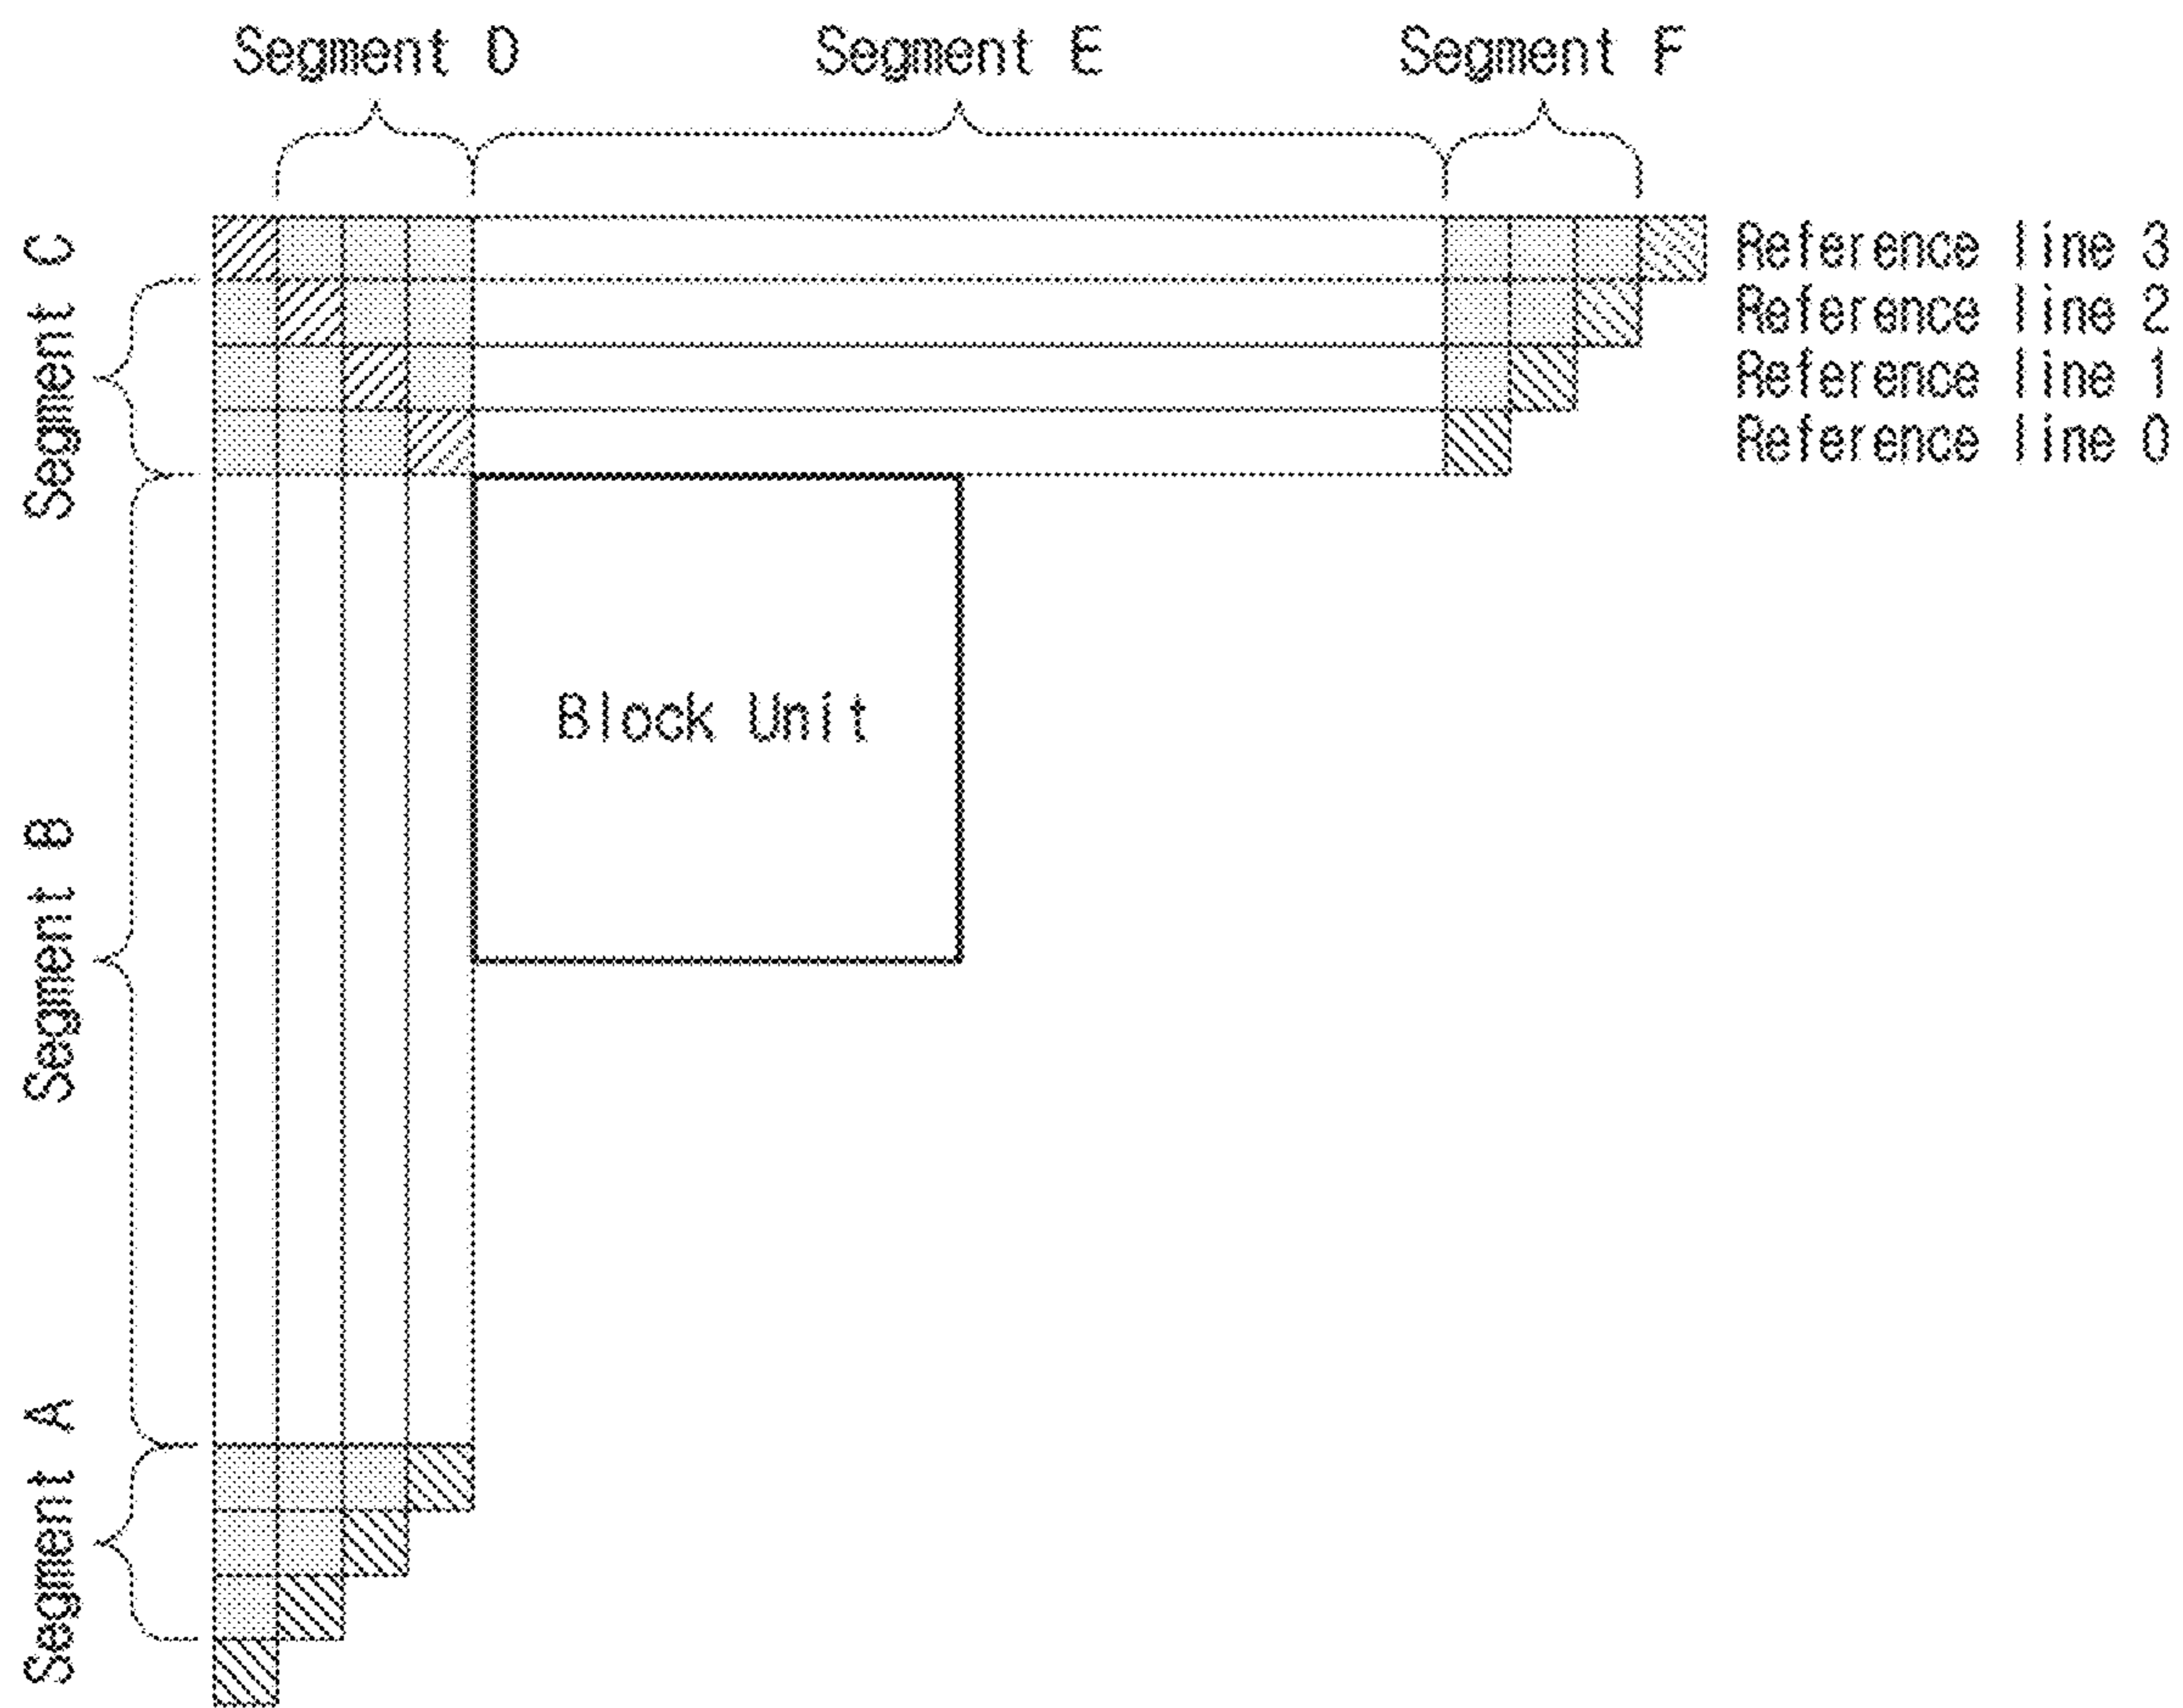 Segment D
Segment E
Segment F
Segment C
Reference line 3
Reference line 2
Reference line 1
Reference line 0
Block Unit
Segment B
Segment A